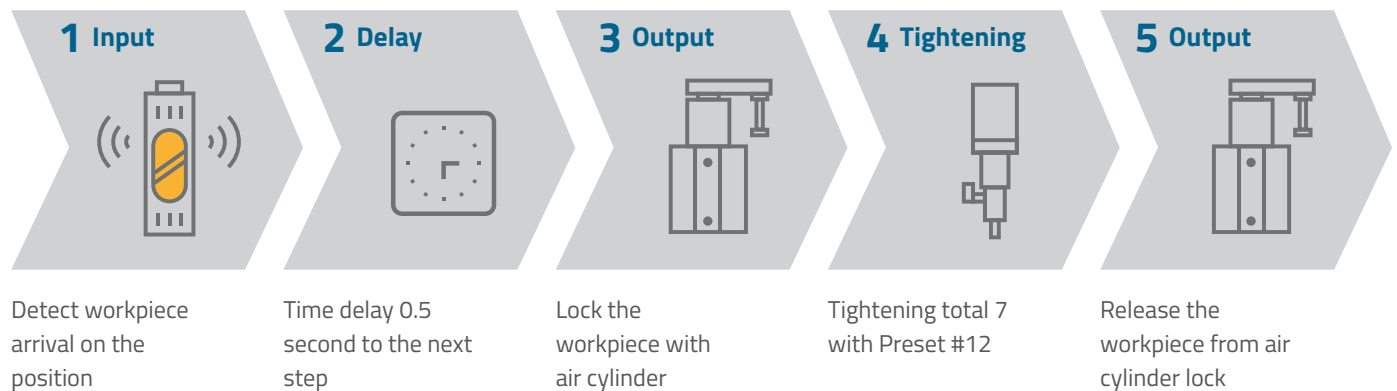 1 Input
2 Delay
3 Output
4 Tightening
5 Output
Detect workpiece
arrival on the
position
Time delay 0.5
second to the next
step
Lock the
workpiece with
air cylinder
Tightening total 7
with Preset #12
Release the
workpiece from air
cylinder lock